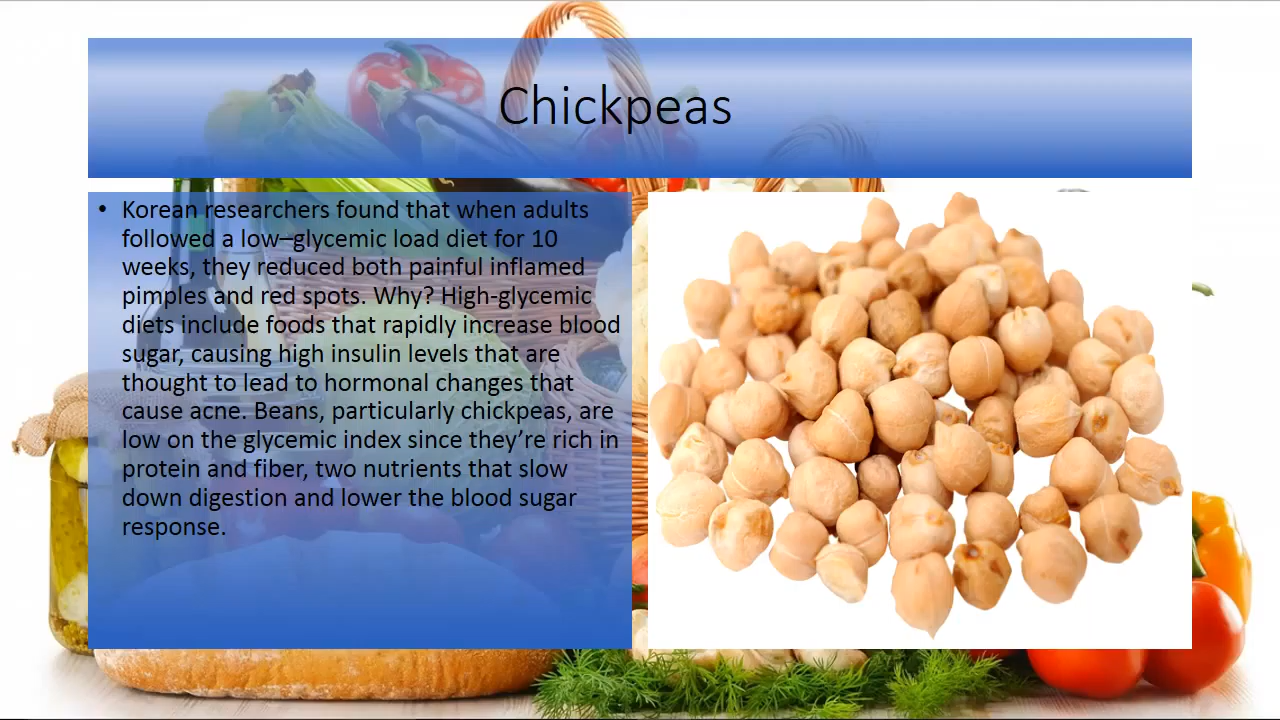 Chickpeas
• Korean researchers found that when adults
followed a low–glycemic load diet for 10
weeks, they reduced both painful inflamed
pimples and red spots. Why? High-glycemic
diets include foods that rapidly increase blood
sugar, causing high insulin levels that are
thought to lead to hormonal changes that
cause acne. Beans, particularly chickpeas, are
low on the glycemic index since they’re rich in
protein and fiber, two nutrients that slow
down digestion and lower the blood sugar
response.